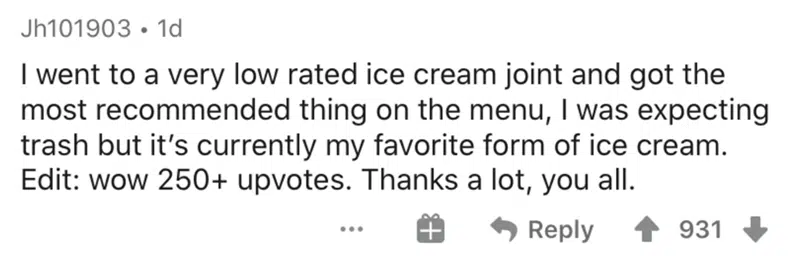 Jh101903 • 1d
I went to a very low rated ice cream joint and got the
most recommended thing on the menu, I was expecting
trash but it’s currently my favorite form of ice cream.
Edit: wow 250+ upvotes. Thanks a lot, you all.
... Reply 931